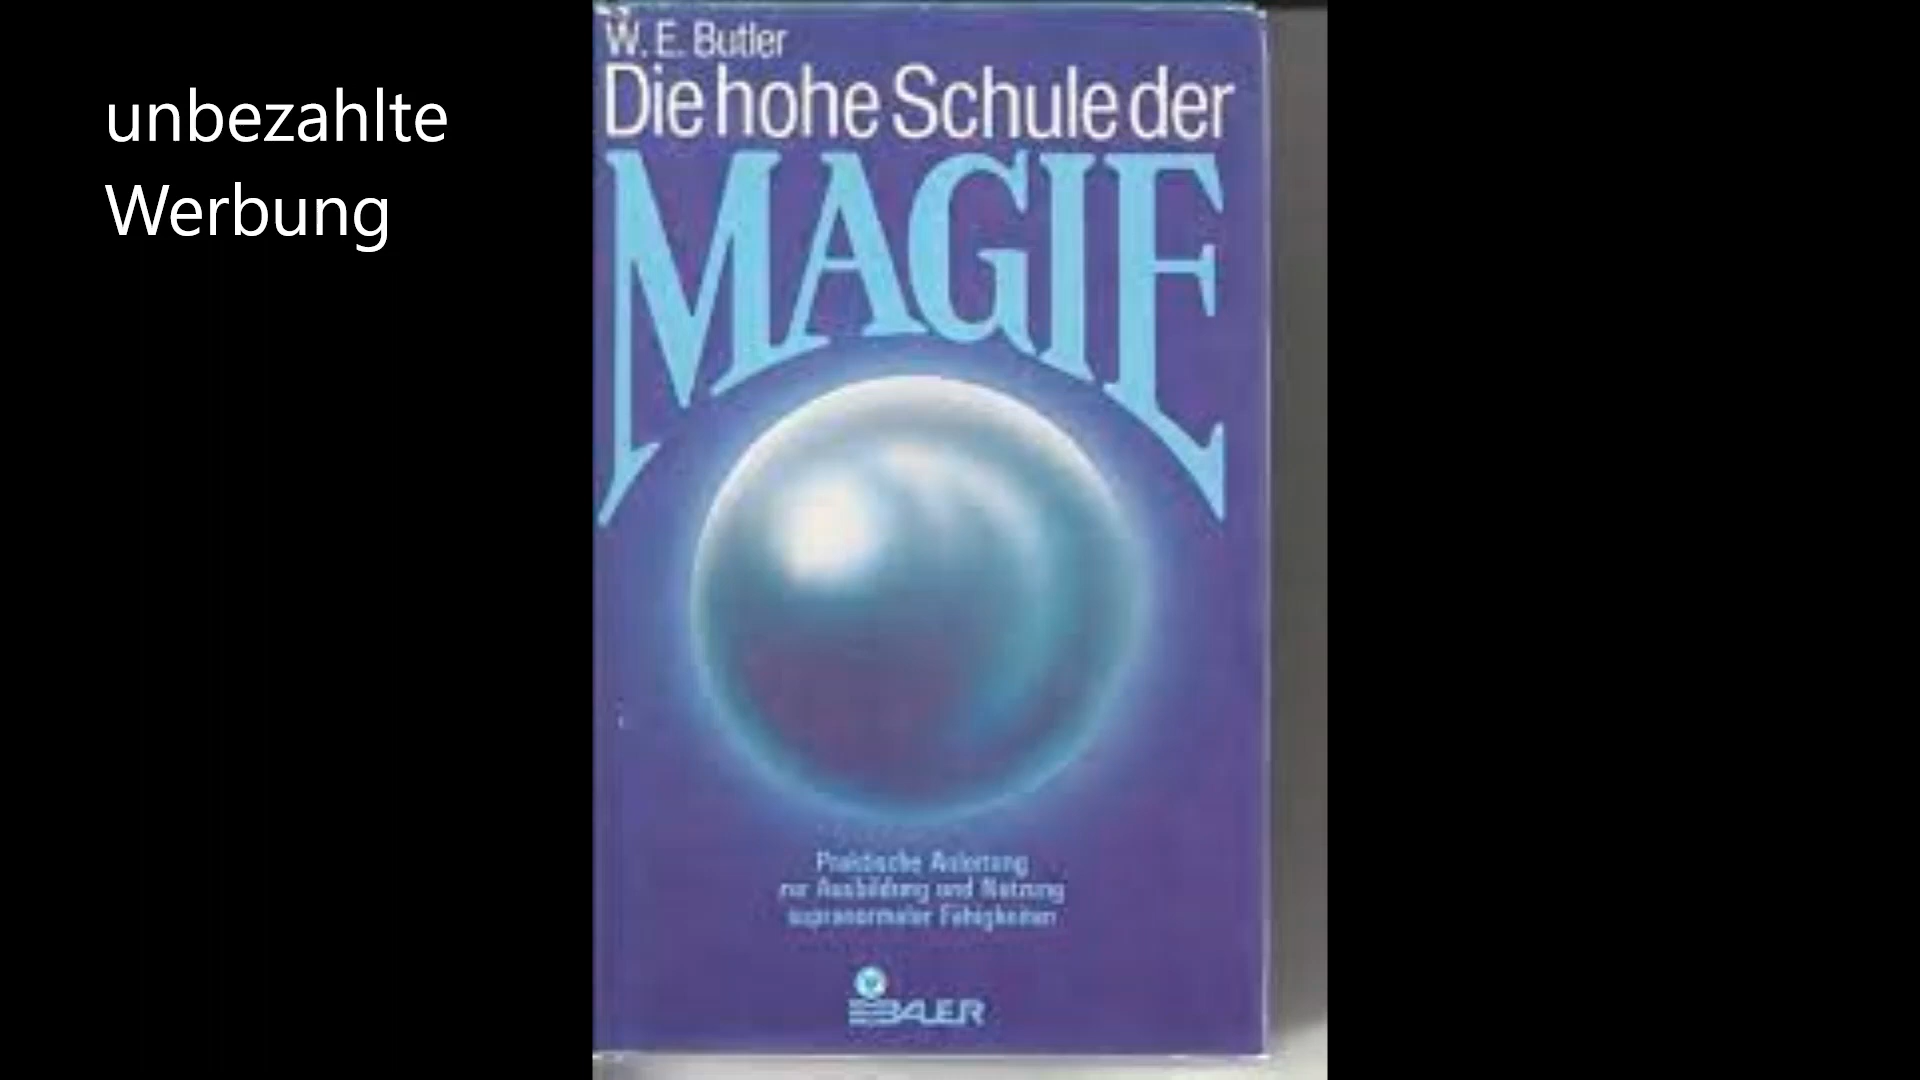 unbezahlte
Werbung
W. E. Butler
Die hohe Schule der
MAGIE
Praktische Anleitung
zur Ausbildung und Nutzung
supranormaler Fähigkeiten
BAUER